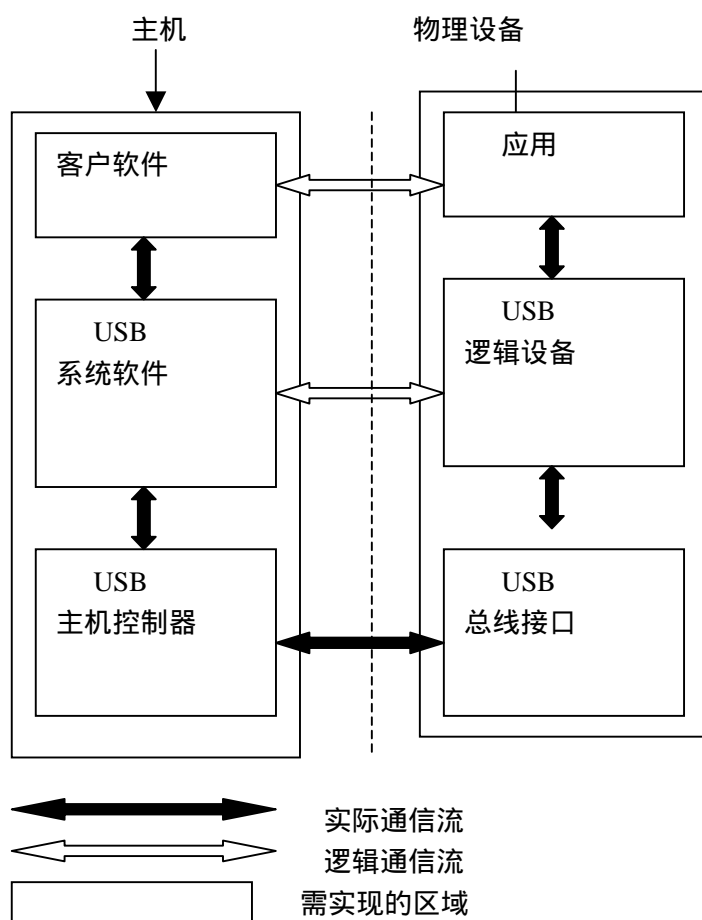 主机
物理设备
客户软件
应用
USB
系统软件
USB
逻辑设备
USB
主机控制器
USB
总线接口
实际通信流
逻辑通信流
需实现的区域